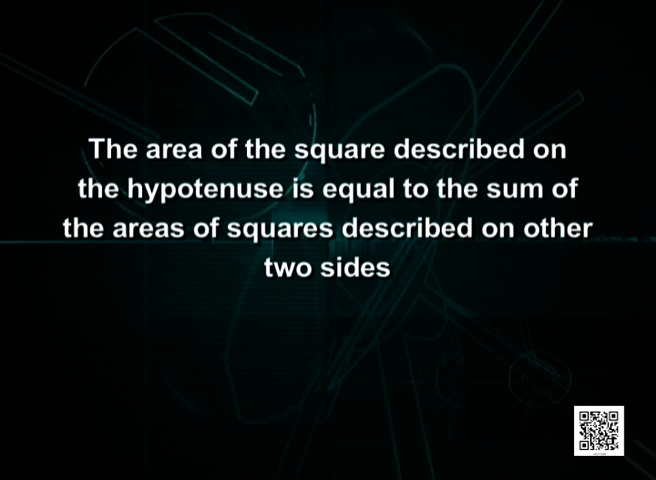 The area of the square described on
the hypotenuse is equal to the sum of
the areas of squares described on other
two sides